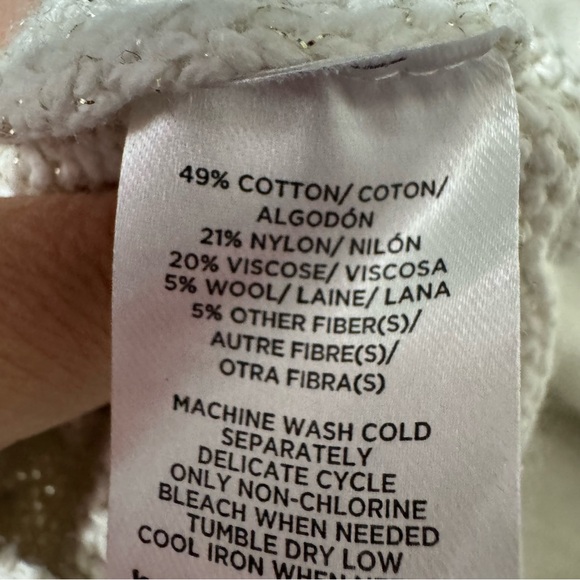 49% COTTON/ COTON/
ALGODÓN
21% NYLON/ NILÓN
20% VISCOSE/ VISCOSA
5% WOOL/ LAINE/ LANA
5% OTHER FIBER(S)/
AUTRE FIBRE(S)/
OTRA FIBRA(S)
MACHINE WASH COLD
SEPARATELY
DELICATE CYCLE
ONLY NON-CHLORINE
BLEACH WHEN NEEDED
TUMBLE DRY LOW
COOL IRON WHEN